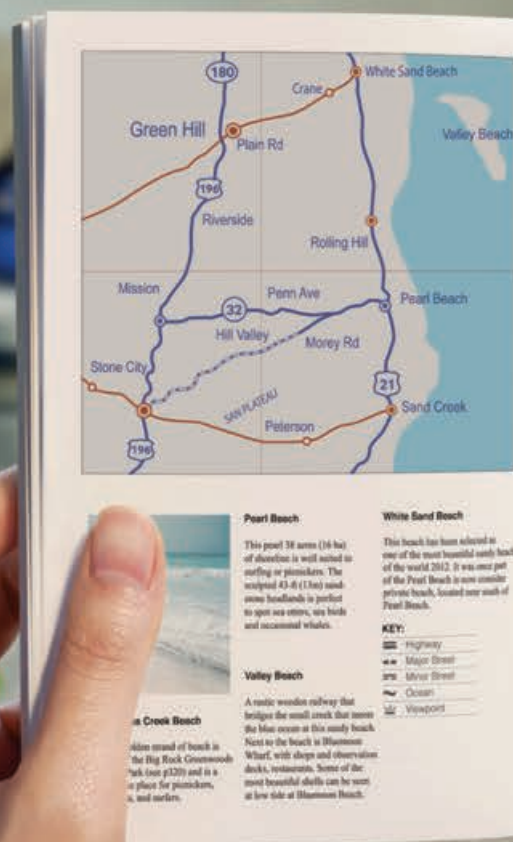 180
White Sand Beach
Crane
Green Hill
Valley Beach
Plain Rd
196
Riverside
Rolling Hill
Mission
Penn Ave
32
Pearl Beach
Hill Valley
Morey Rd
Stone City
21
SAN PLATEAU
Sand Creek
Peterson
196
Pearl Beach
This pearl 38 acres (16 ha)
of shoreline is well suited to
surfing or picnickers. The
sculpted 43-ft (13m) sand-
stone headlands is perfect
to spot sea otters, sea birds
and occasional whales.
Valley Beach
A rustic wooden railway that
bridges the small creek that meets
the blue ocean at this sandy beach.
Next to the beach is Bluemoon
Wharf, with shops and observation
decks, restaurants. Some of the
most beautiful shells can be seen
at low tide at Bluemoon Beach.
White Sand Beach
This beach has been selected as
one of the most beautiful sandy
of the world 2012. It was once part
of the Pearl Beach is now consider
private beach, located near south of
Pearl Beach.
KEY:
Highway
Major Street
Minor Street
Ocean
Viewpoint
Creek Beach
strand of beach is
the Big Rock Greenwoods
Park (see p320) and is a
place for picnickers,
and surfers.